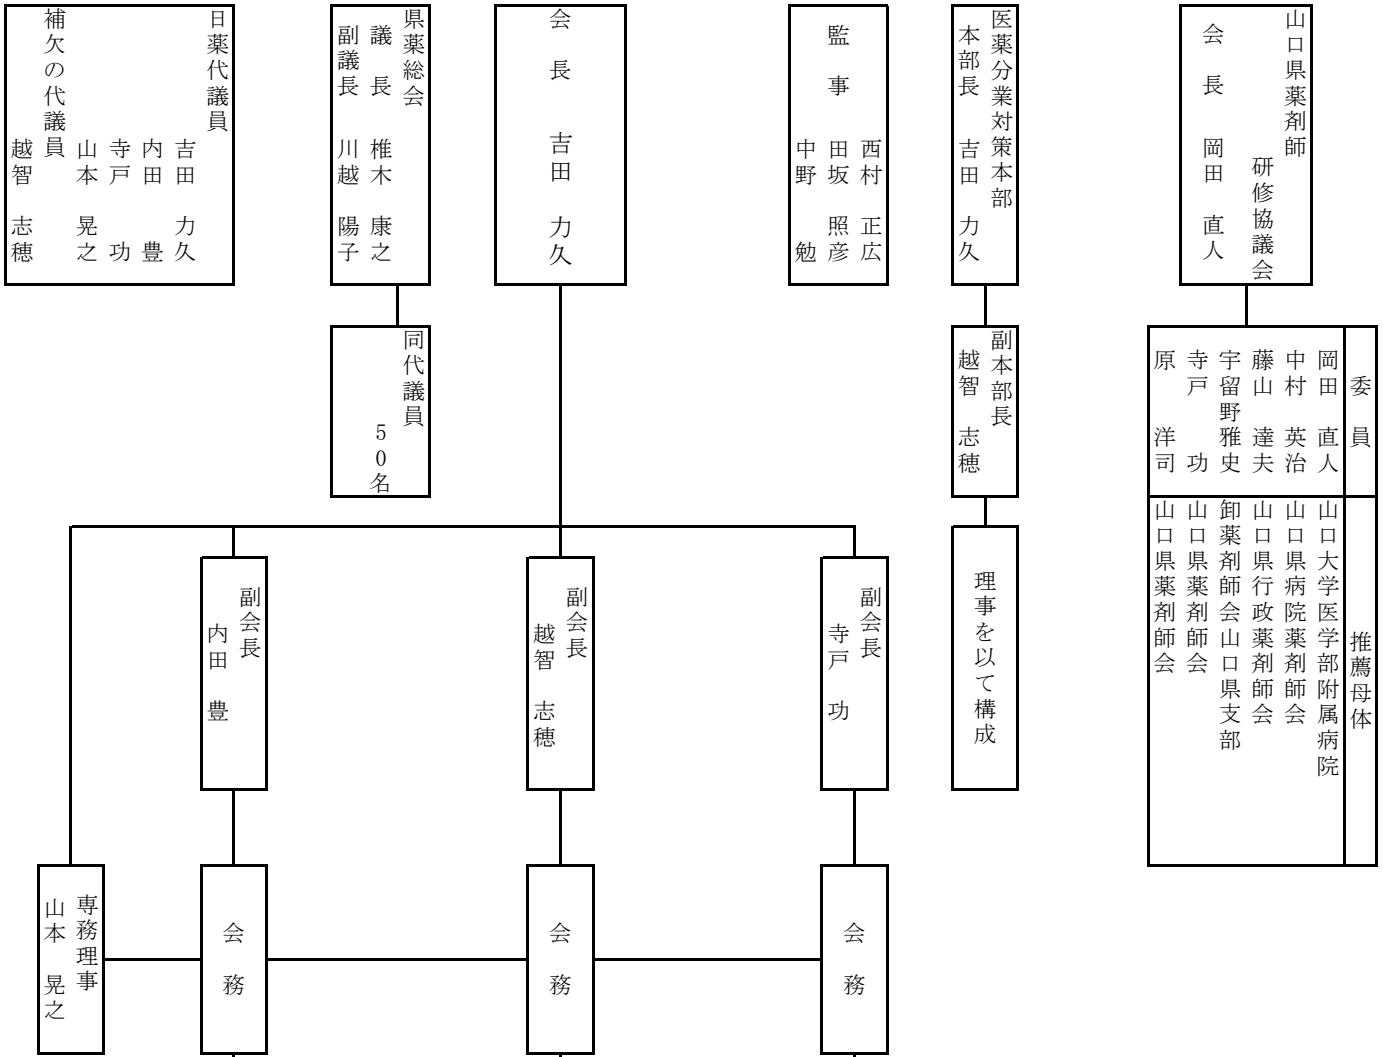 山口県薬剤師
研修協議会
会　長　岡田　直人
委　員
推薦母体
岡田　直人　山口大学医学部附属病院
中村　英治　山口県病院薬剤師会
藤山　達夫　山口県行政薬剤師会
宇留野雅史　卸薬剤師会山口県支部
寺戸　　功　山口県薬剤師会
原　　洋司　山口県薬剤師会
医薬分業対策本部
本部長　吉田　力久
副本部長
越智　志穂
理事を以て構成
監　事
西村　正広
田坂　照彦
中野　　勉
会　長　吉田　力久
県薬総会
議　長　椎木　康之
副議長　川越　陽子
同代議員
５０名
日薬代議員
吉田　力久
内田　　豊
寺戸　　功
山本　晃之
補欠の代議員
越智　志穂
副会長
寺戸　功
副会長
越智　志穂
副会長
内田　豊
会　務
会　務
会　務
専務理事
山本　晃之